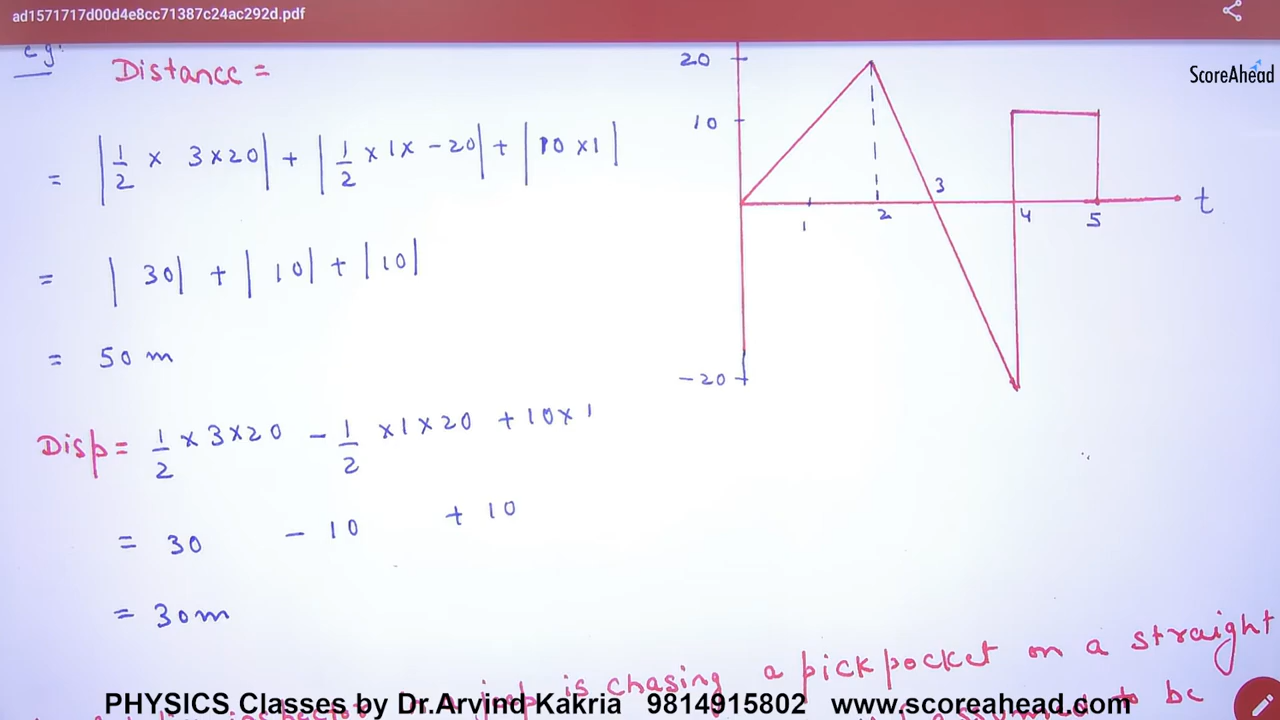 ad1571717d00d4e8cc71387c24ac292d.pdf
eg:
Distance =
= |1/2 × 3×20| + |1/2 ×1× -20| + |10 ×1|
= |30| + |10| + |10|
= 50 m
Disp = 1/2 ×3×20 - 1/2 ×1×20 +10×1
= 30 - 10 + 10
= 30m
20
10
-20
1
2
3
4
5
t
ScoreAhead
is chasing a pickpocket on a straight
to be
PHYSICS Classes by Dr.Arvind Kakria 9814915802 www.scoreahead.com